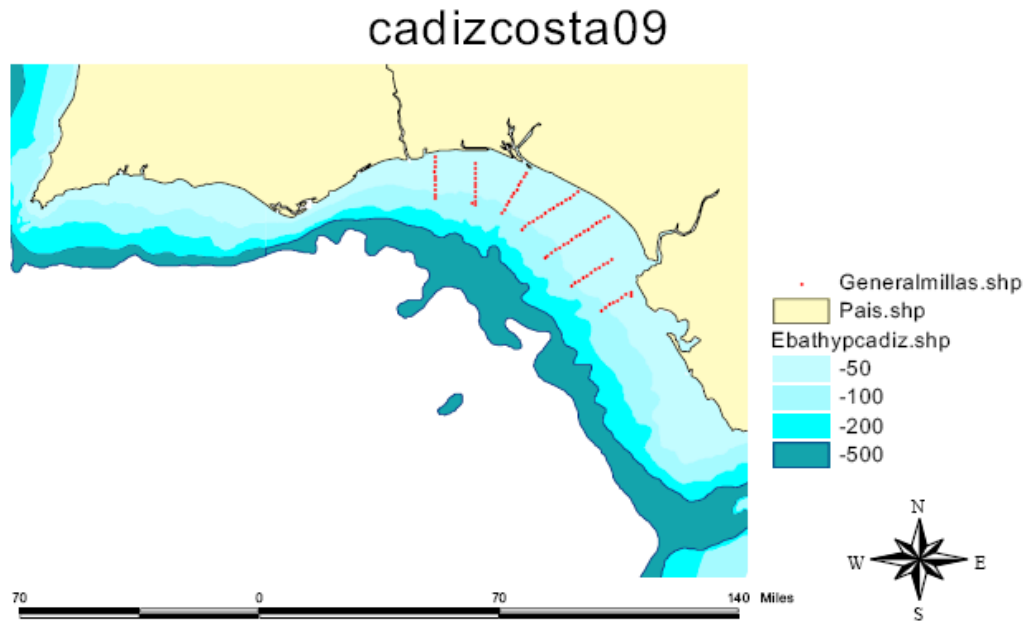 cadizcosta09
Generalmillas.shp
Pais.shp
Ebathypcadiz.shp
-50
-100
-200
-500
N
W E
S
70 0 70 140 Miles